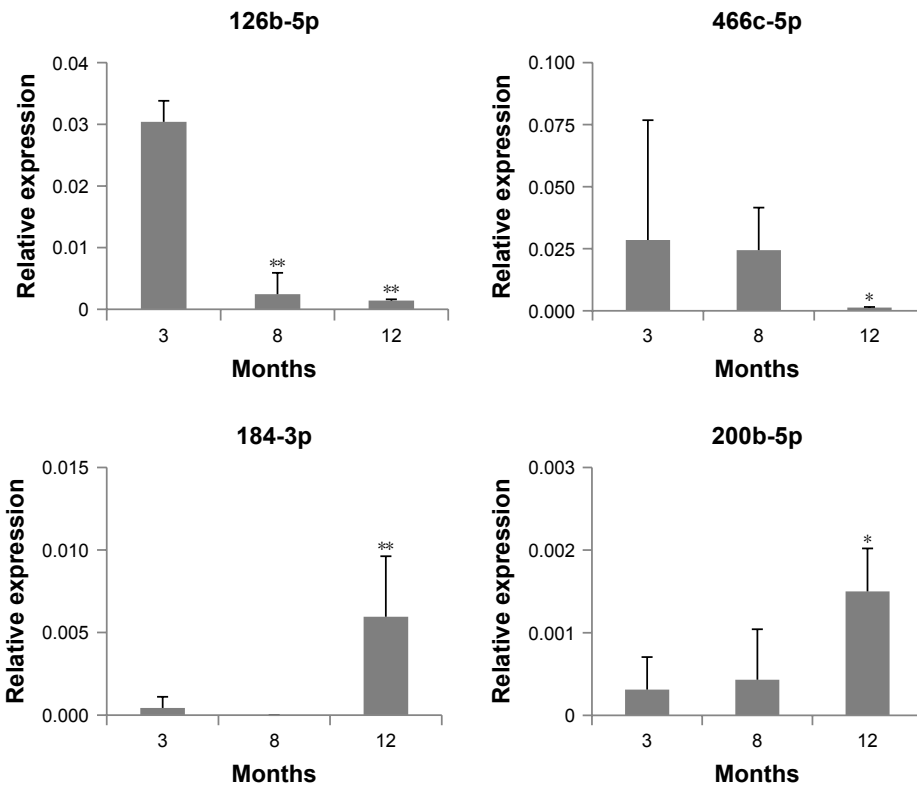 126b-5p
Relative expression
0.04
0.03
0.02
0.01
0
**
**
3 8 12
Months
466c-5p
Relative expression
0.100
0.075
0.050
0.025
0.000
*
3 8 12
Months
184-3p
Relative expression
0.015
0.010
0.005
0.000
**
3 8 12
Months
200b-5p
Relative expression
0.003
0.002
0.001
0
*
3 8 12
Months